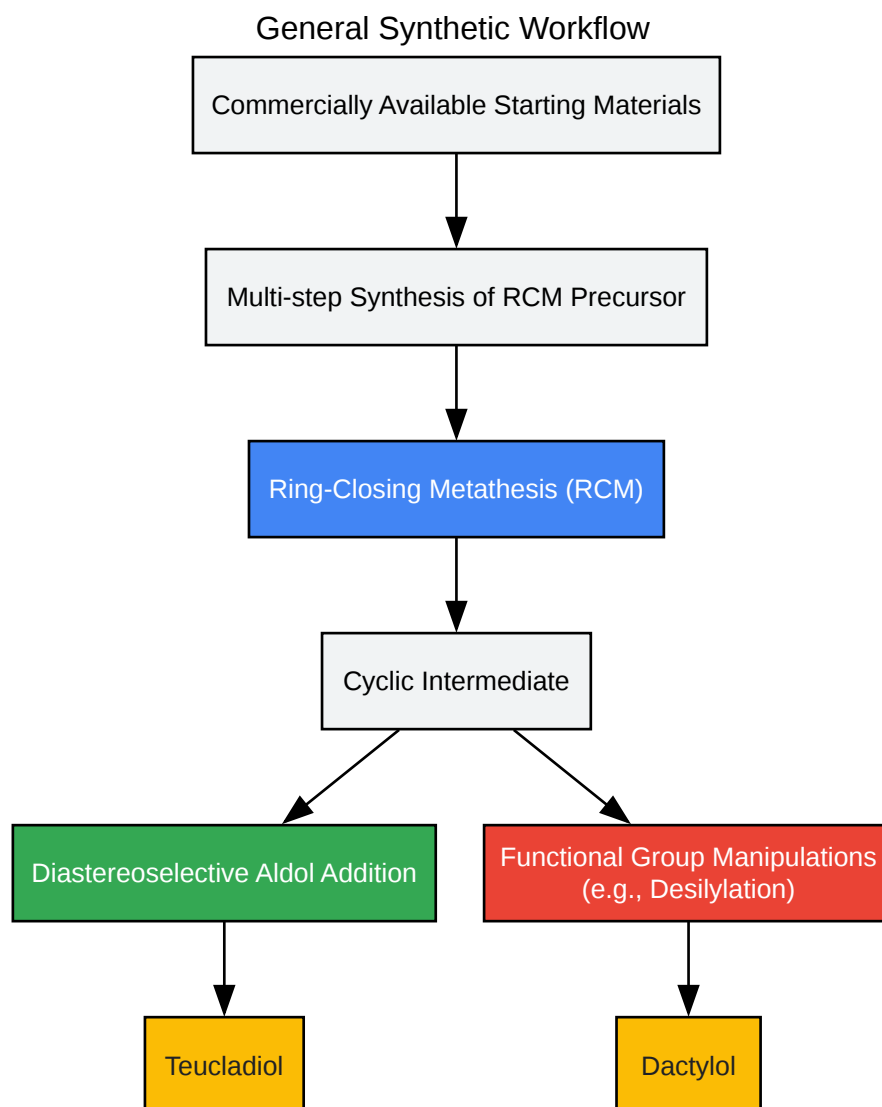 General Synthetic Workflow
Commercially Available Starting Materials
Multi-step Synthesis of RCM Precursor
Ring-Closing Metathesis (RCM)
Cyclic Intermediate
Diastereoselective Aldol Addition
Functional Group Manipulations
(e.g., Desilylation)
Teucladiol
Dactylol